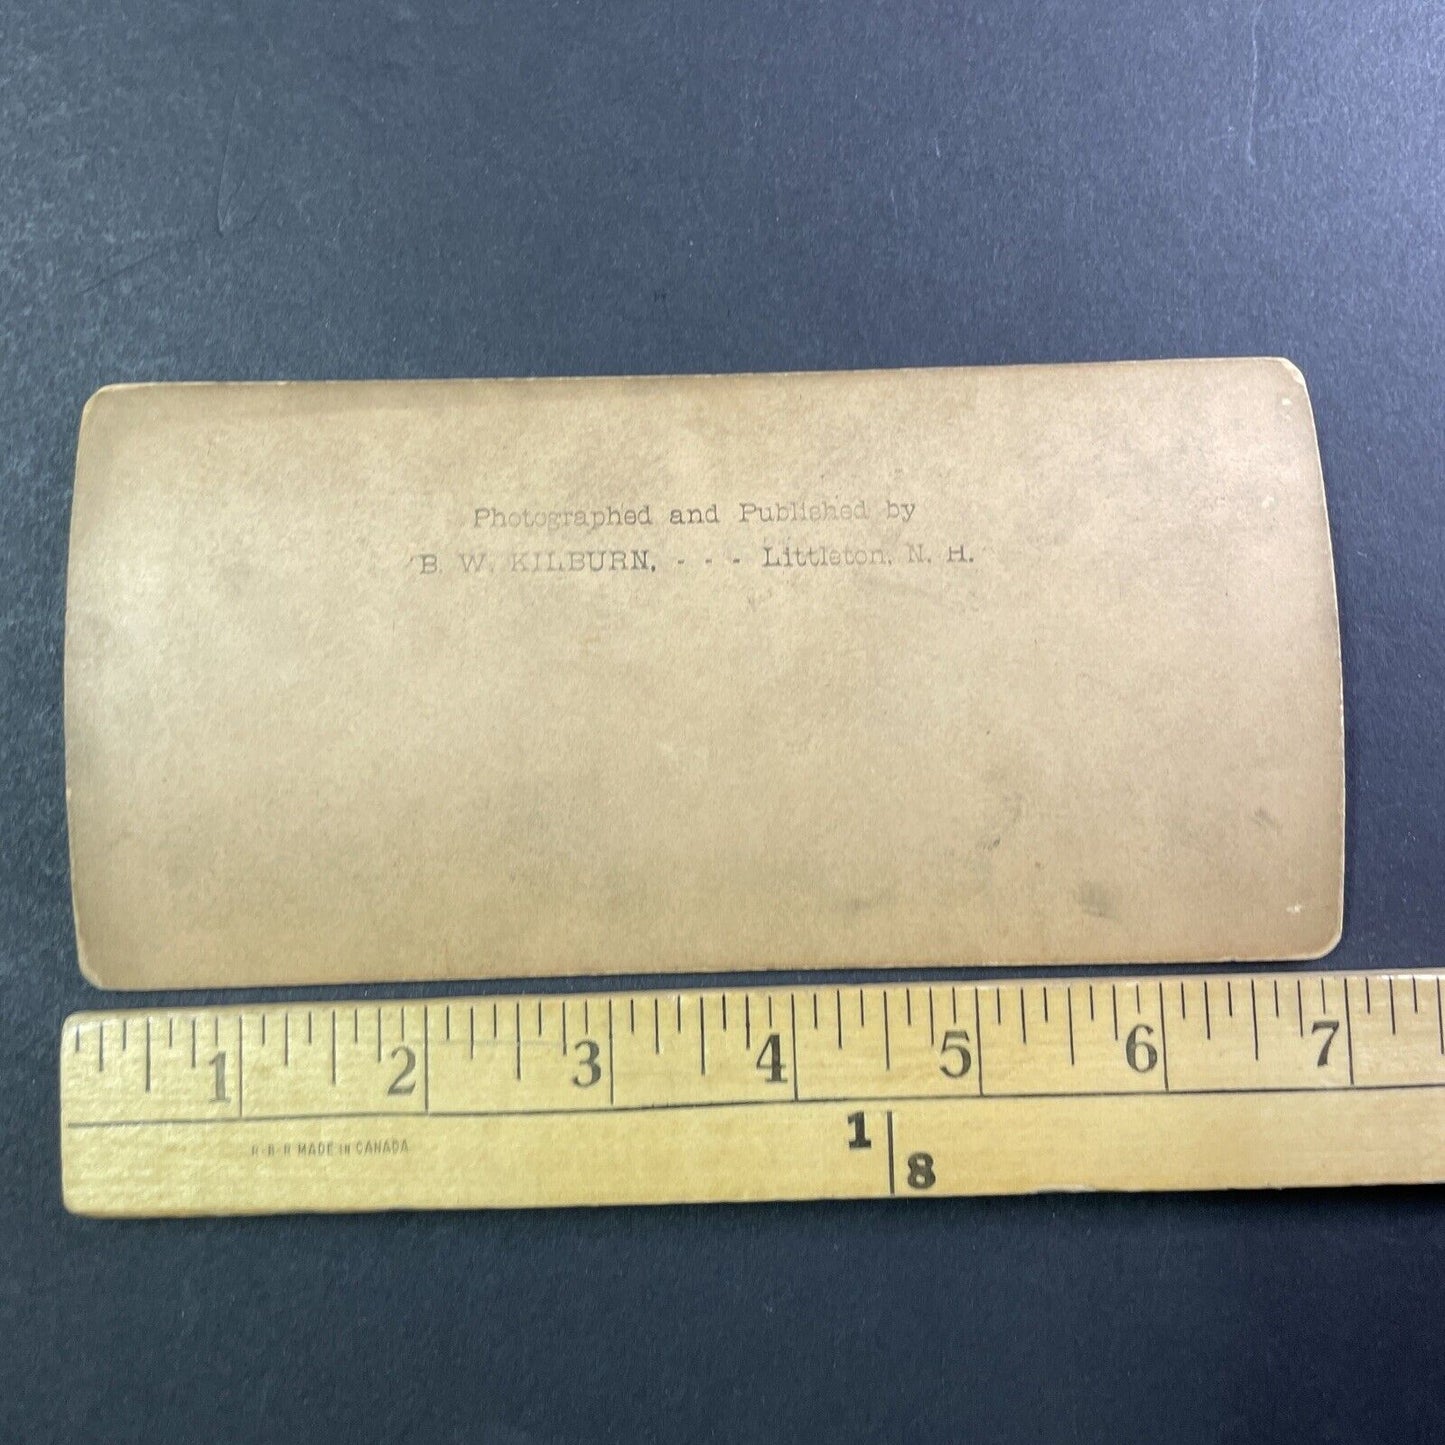 Photographed and Published by
B. W. KILBURN, - - - Littleton, N. H.
1 2 3 4 5 6 7
R·B·R MADE IN CANADA
1
8